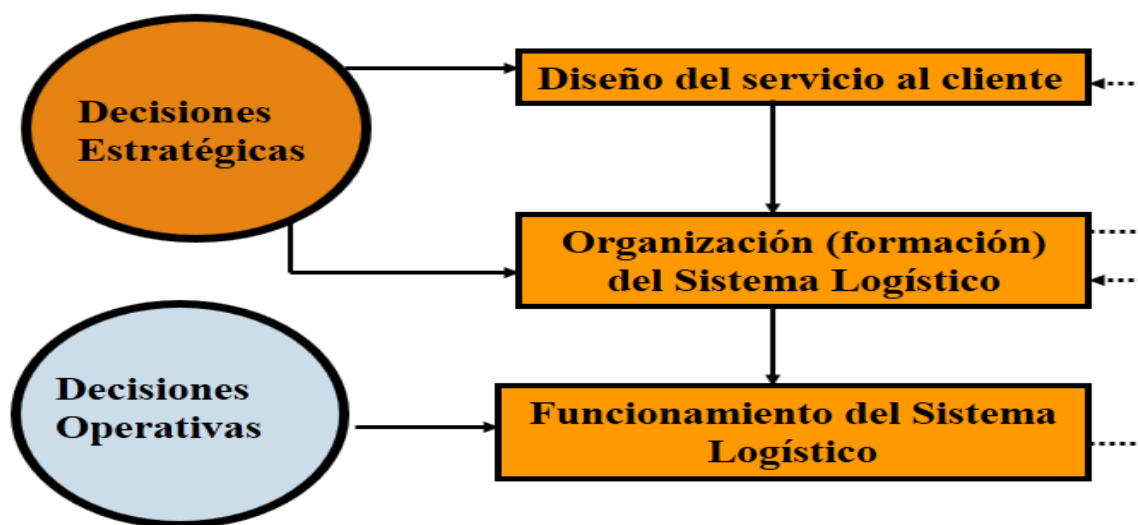 Decisiones
Estratégicas
Diseño del servicio al cliente
Organización (formación)
del Sistema Logístico
Decisiones
Operativas
Funcionamiento del Sistema
Logístico